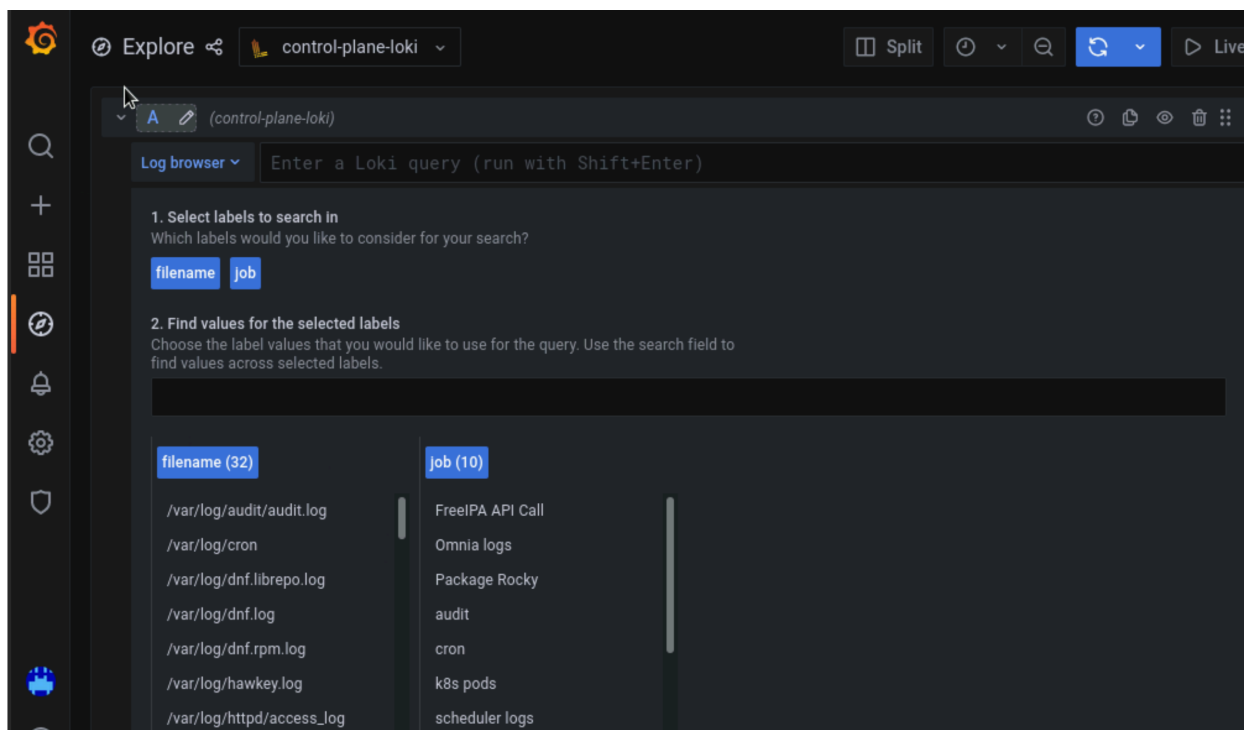 Explore control-plane-loki Split Live
A (control-plane-loki)
Log browser Enter a Loki query (run with Shift+Enter)
1. Select labels to search in
Which labels would you like to consider for your search?
filename job
2. Find values for the selected labels
Choose the label values that you would like to use for the query. Use the search field to
find values across selected labels.
filename (32) job (10)
/var/log/audit/audit.log FreeIPA API Call
/var/log/cron Omnia logs
/var/log/dnf.librepo.log Package Rocky
/var/log/dnf.log audit
/var/log/dnf.rpm.log cron
/var/log/hawkey.log k8s pods
/var/log/httpd/access_log scheduler logs